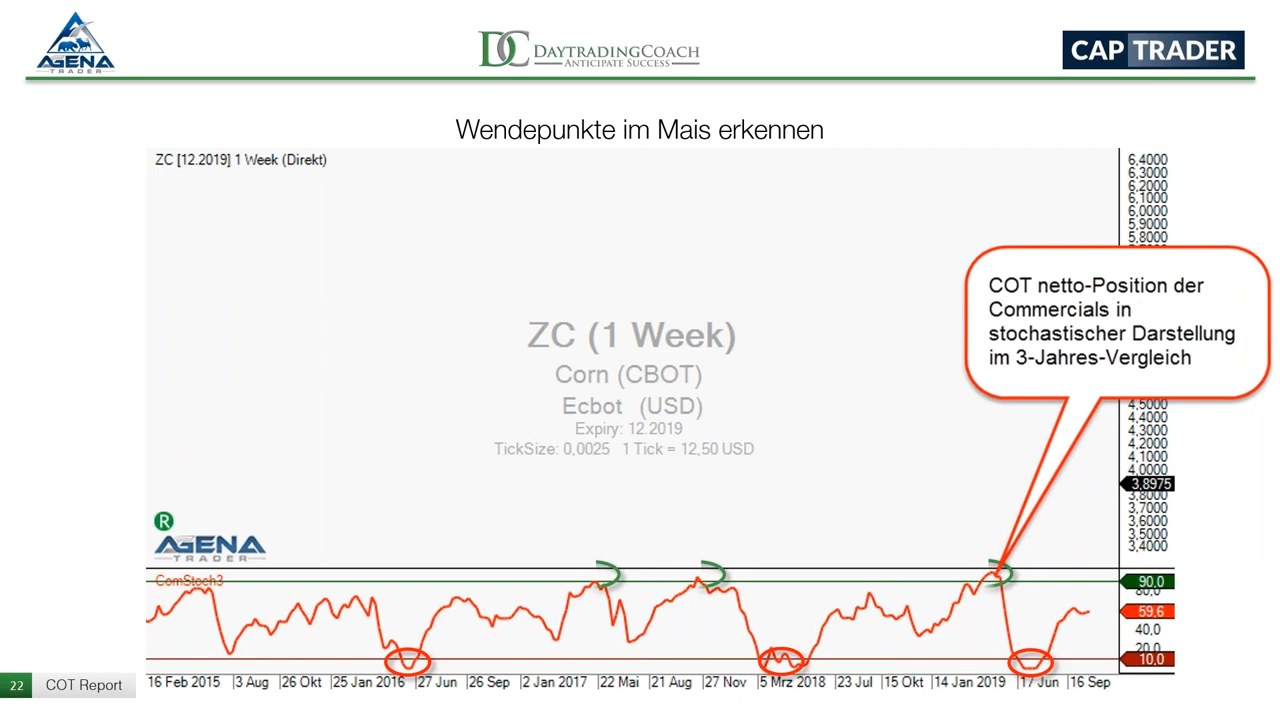 AGENA
TRADER
DC DAYTRADINGCOACH
ANTICIPATE SUCCESS
CAP TRADER
Wendepunkte im Mais erkennen
ZC [12.2019] 1 Week (Direkt)
6,4000
6,3000
6,2000
6,1000
6,0000
5,9000
5,8000
COT netto-Position der
Commercials in
stochastischer Darstellung
im 3-Jahres-Vergleich
ZC (1 Week)
Corn (CBOT)
Ecbot (USD)
Expiry: 12.2019
TickSize: 0,0025 1 Tick = 12,50 USD
4,5000
4,4000
4,3000
4,2000
4,1000
4,0000
3,8975
3,8000
3,7000
3,6000
3,5000
3,4000
R
AGENA
TRADER
ComStoch3
90,0
80,0
59,6
40,0
20,0
10,0
16 Feb 2015 |3 Aug |26 Okt |25 Jan 2016 |27 Jun |26 Sep |2 Jan 2017 |22 Mai |21 Aug |27 Nov |5 Mrz 2018 |23 Jul |15 Okt |14 Jan 2019 |17 Jun |16 Sep
22 COT Report